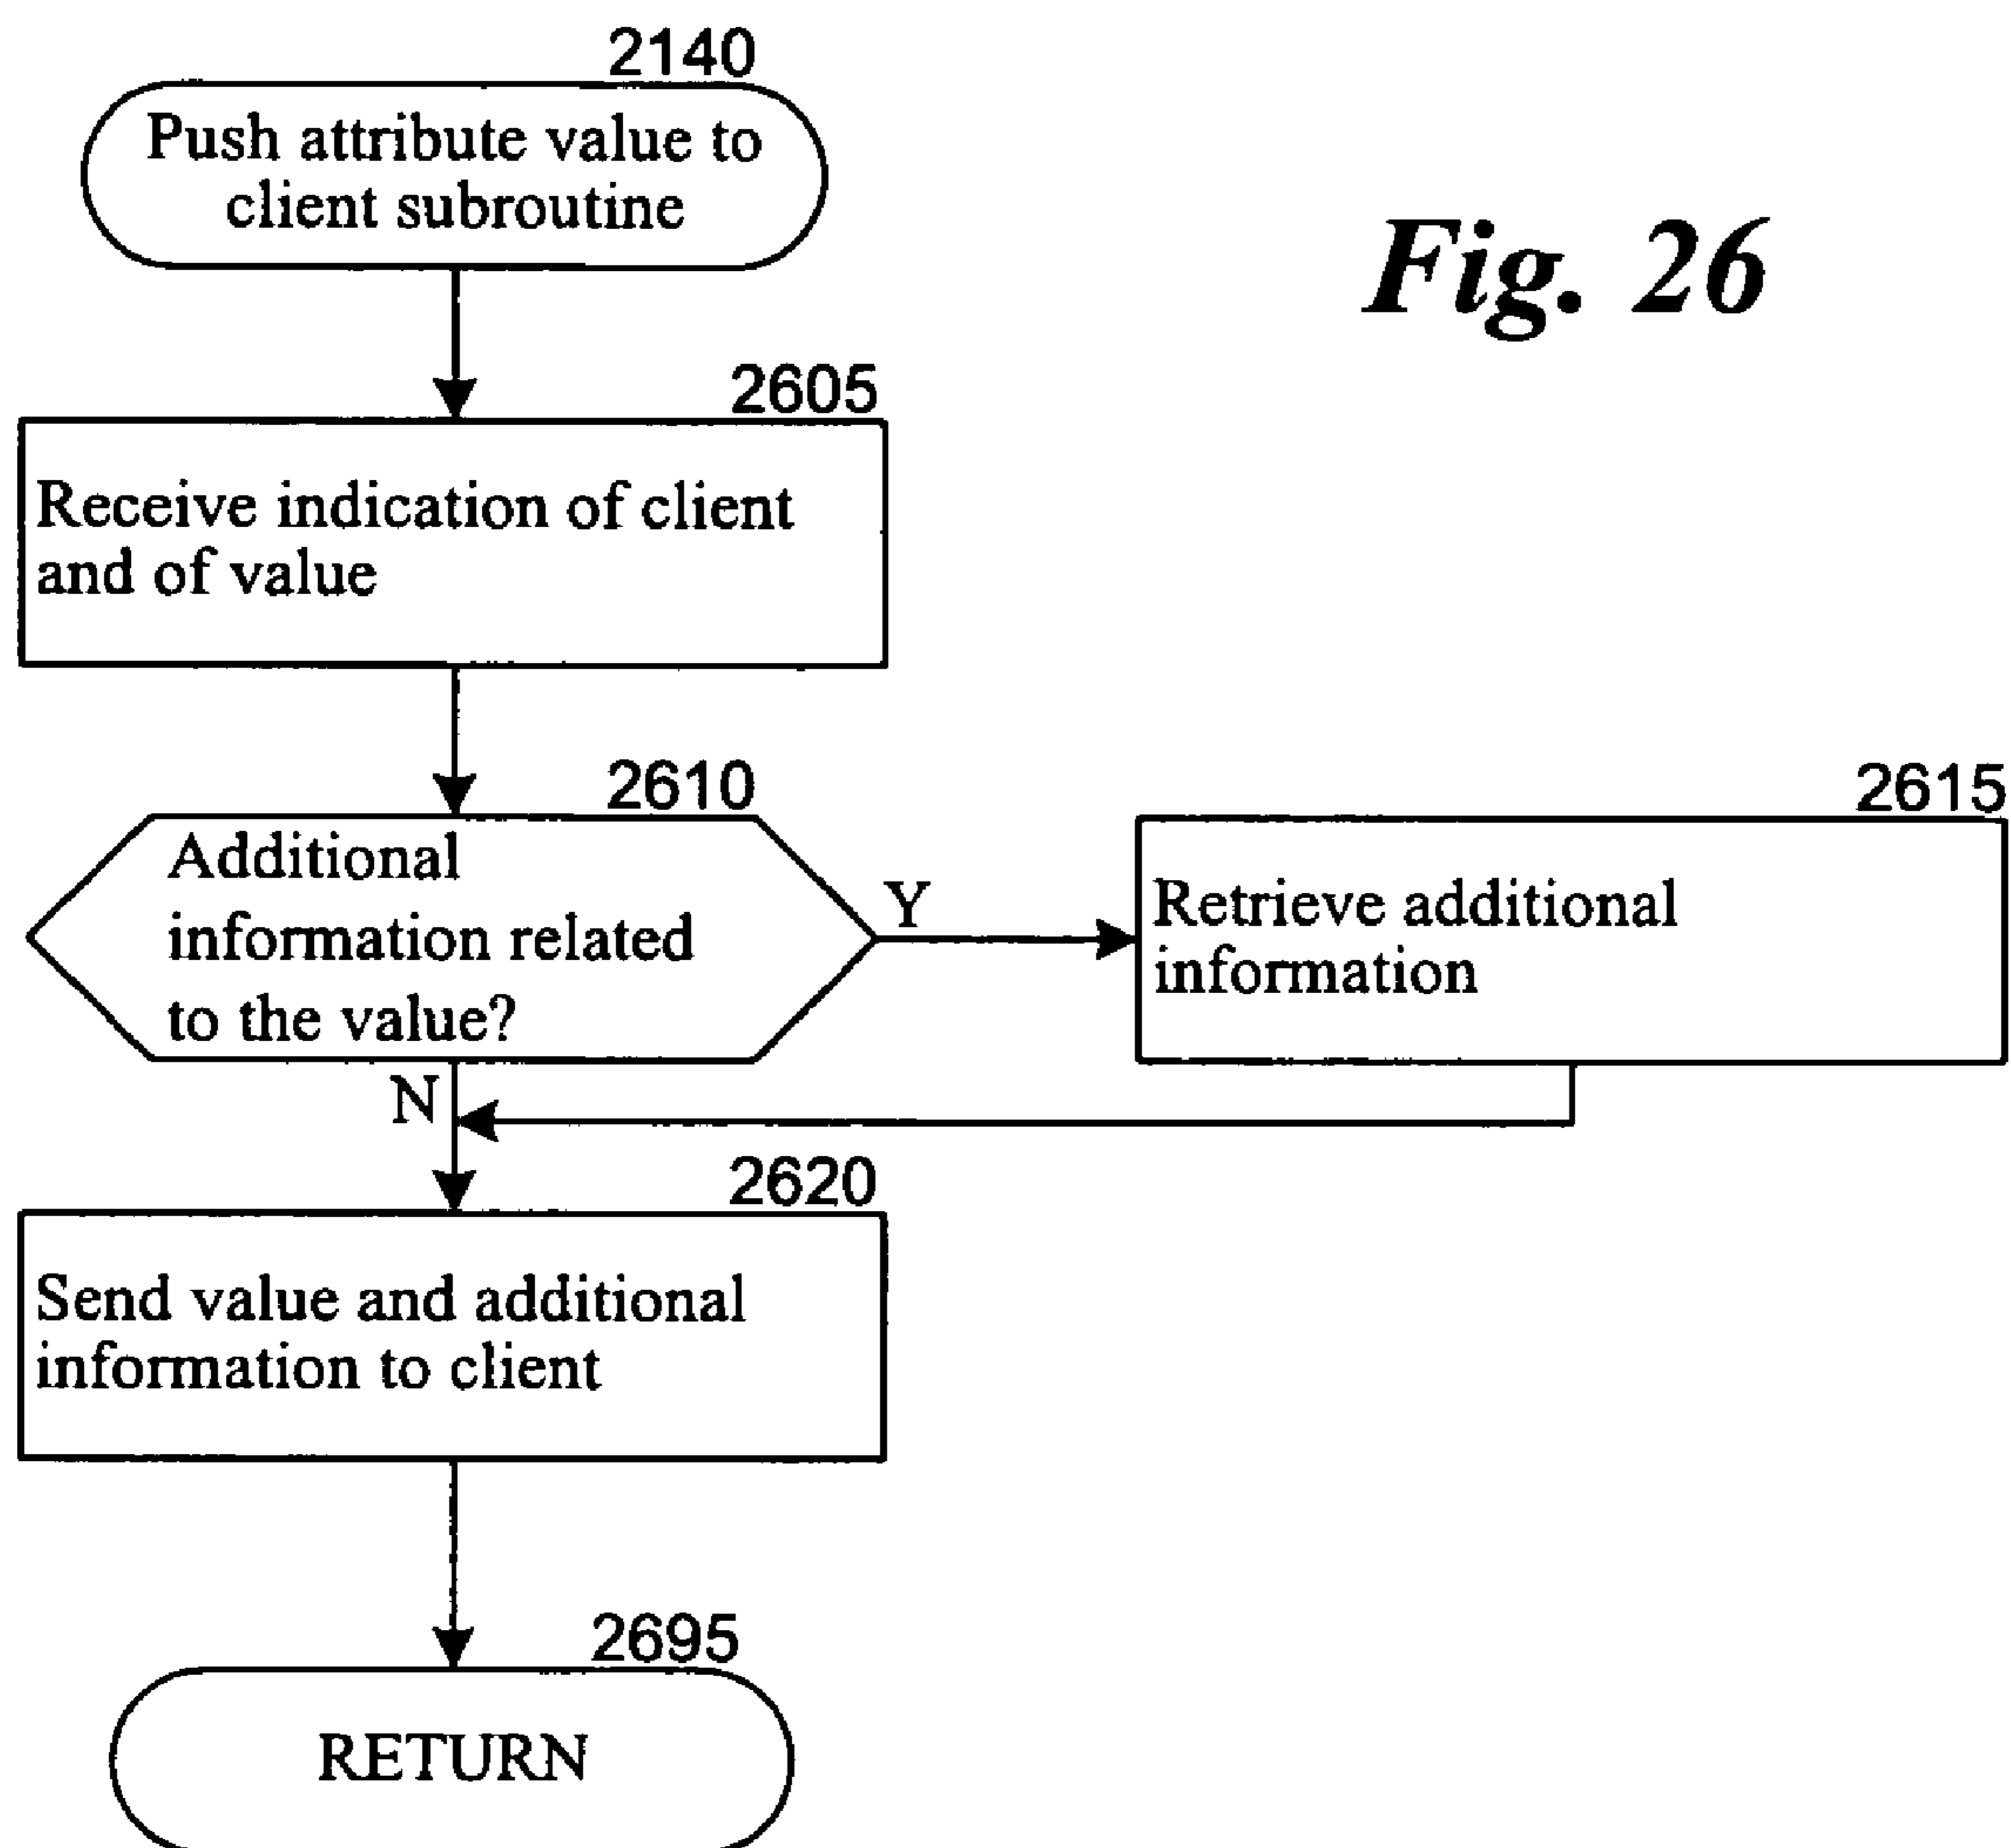 2140
Push attribute value to
client subroutine
Fig. 26
2605
Receive indication of client
and of value
2610
Additional
information related
to the value?
Y
2615
Retrieve additional
information
N
2620
Send value and additional
information to client
2695
RETURN